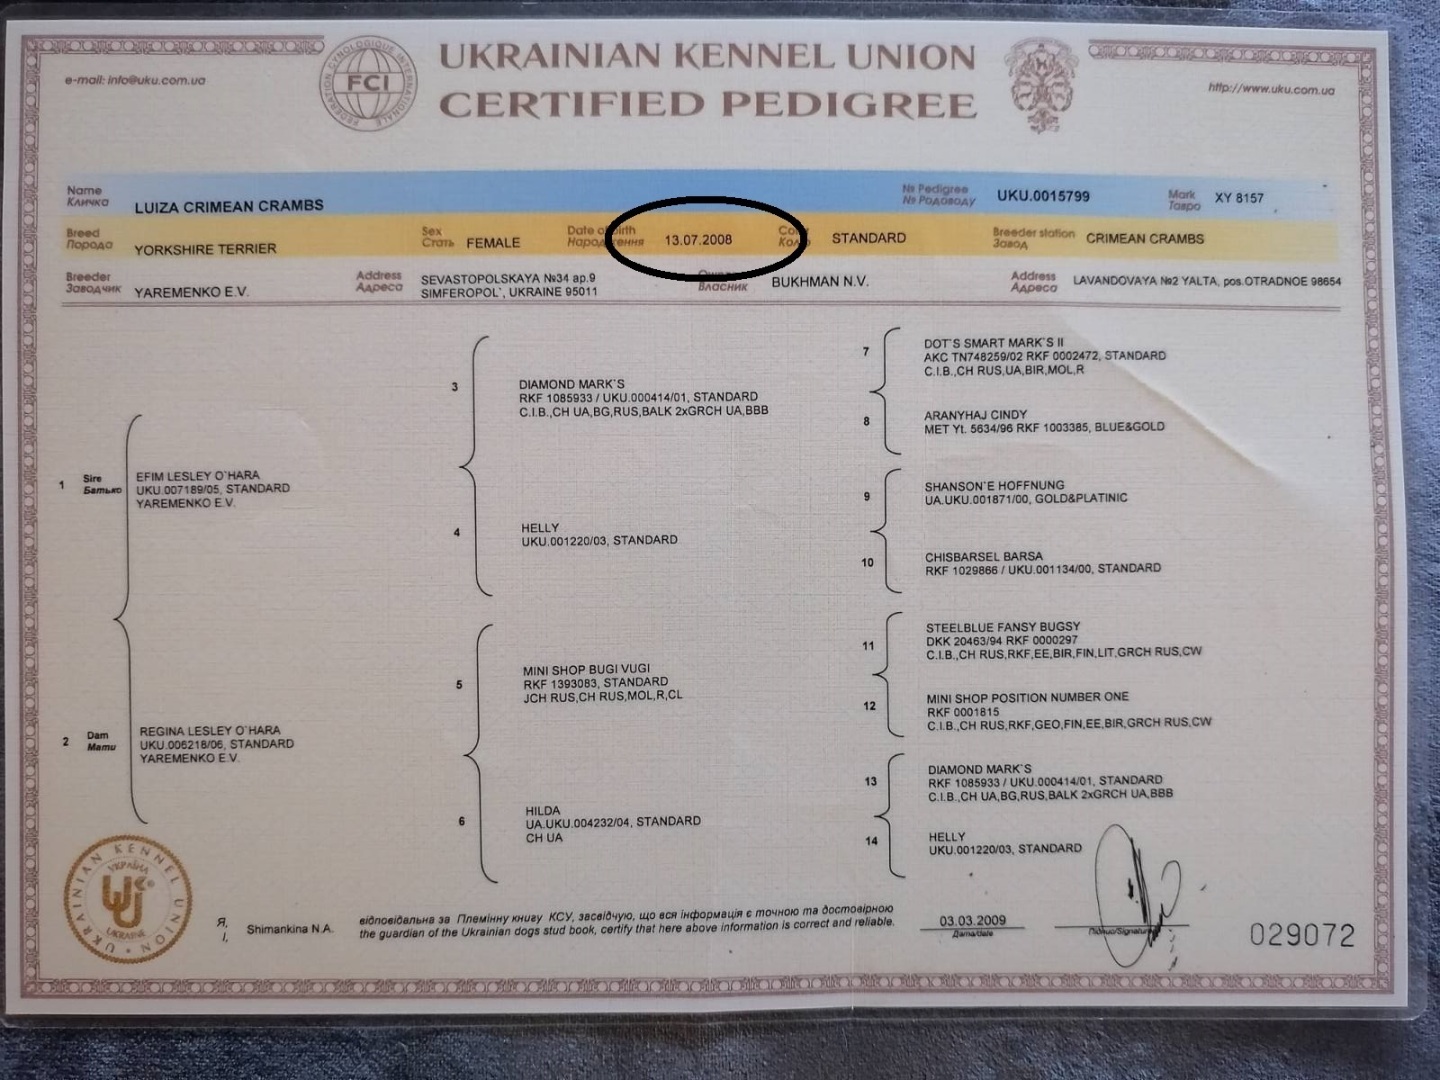 UKRAINIAN KENNEL UNION
CERTIFIED PEDIGREE
e-mail: info@uku.com.ua
FEDERATION CYNOLOGIQUE INTERNATIONALE
FCI
http://www.uku.com.ua
Name
Кличка
LUIZA CRIMEAN CRAMBS
№ Pedigree
№ Родоводу
UKU.0015799
Mark
Тавро
XY 8157
Breed
Порода
YORKSHIRE TERRIER
Sex
Стать
FEMALE
Date of birth
Народження
13.07.2008
STANDARD
Breeder station
Завод
CRIMEAN CRAMBS
Breeder
Заводчик
YAREMENKO E.V.
Address
Адреса
SEVASTOPOLSKAYA №34 ap.9
SIMFEROPOL`, UKRAINE 95011
Власник
BUKHMAN N.V.
Address
Адреса
LAVANDOVAYA №2 YALTA, pos.OTRADNOE 98654
1
Sire
Батько
EFIM LESLEY O`HARA
UKU.007189/05, STANDARD
YAREMENKO E.V.
2
Dam
Мати
REGINA LESLEY O`HARA
UKU.006218/06, STANDARD
YAREMENKO E.V.
3
DIAMOND MARK`S
RKF 1085933 / UKU.000414/01, STANDARD
C.I.B.,CH UA,BG,RUS,BALK 2xGRCH UA,BBB
4
HELLY
UKU.001220/03, STANDARD
5
MINI SHOP BUGI VUGI
RKF 1393083, STANDARD
JCH RUS,CH RUS,MOL,R,CL
6
HILDA
UA.UKU.004232/04, STANDARD
CH UA
7
DOT`S SMART MARK`S II
AKC TN748259/02 RKF 0002472, STANDARD
C.I.B.,CH RUS,UA,BIR,MOL,R
8
ARANYHAJ CINDY
MET Yt. 5634/96 RKF 1003385, BLUE&GOLD
9
SHANSON`E HOFFNUNG
UA.UKU.001871/00, GOLD&PLATINIC
10
CHISBARSEL BARSA
RKF 1029866 / UKU.001134/00, STANDARD
11
STEELBLUE FANSY BUGSY
DKK 20463/94 RKF 0000297
C.I.B.,CH RUS,RKF,EE,BIR,FIN,LIT,GRCH RUS,CW
12
MINI SHOP POSITION NUMBER ONE
RKF 0001815
C.I.B.,CH RUS,RKF,GEO,FIN,EE,BIR,GRCH RUS,CW
13
DIAMOND MARK`S
RKF 1085933 / UKU.000414/01, STANDARD
C.I.B.,CH UA,BG,RUS,BALK 2xGRCH UA,BBB
14
HELLY
UKU.001220/03, STANDARD
UKRAINIAN KENNEL UNION
УКРАЇНА
UKRAINE
Я,
I,
Shimankina N.A.
відповідальна за Племінну книгу КСУ, засвідчую, що вся інформація є точною та достовірною
the guardian of the Ukrainian dogs stud book, certify that here above information is correct and reliable.
03.03.2009
Дата/date
Підпис/Signature
029072